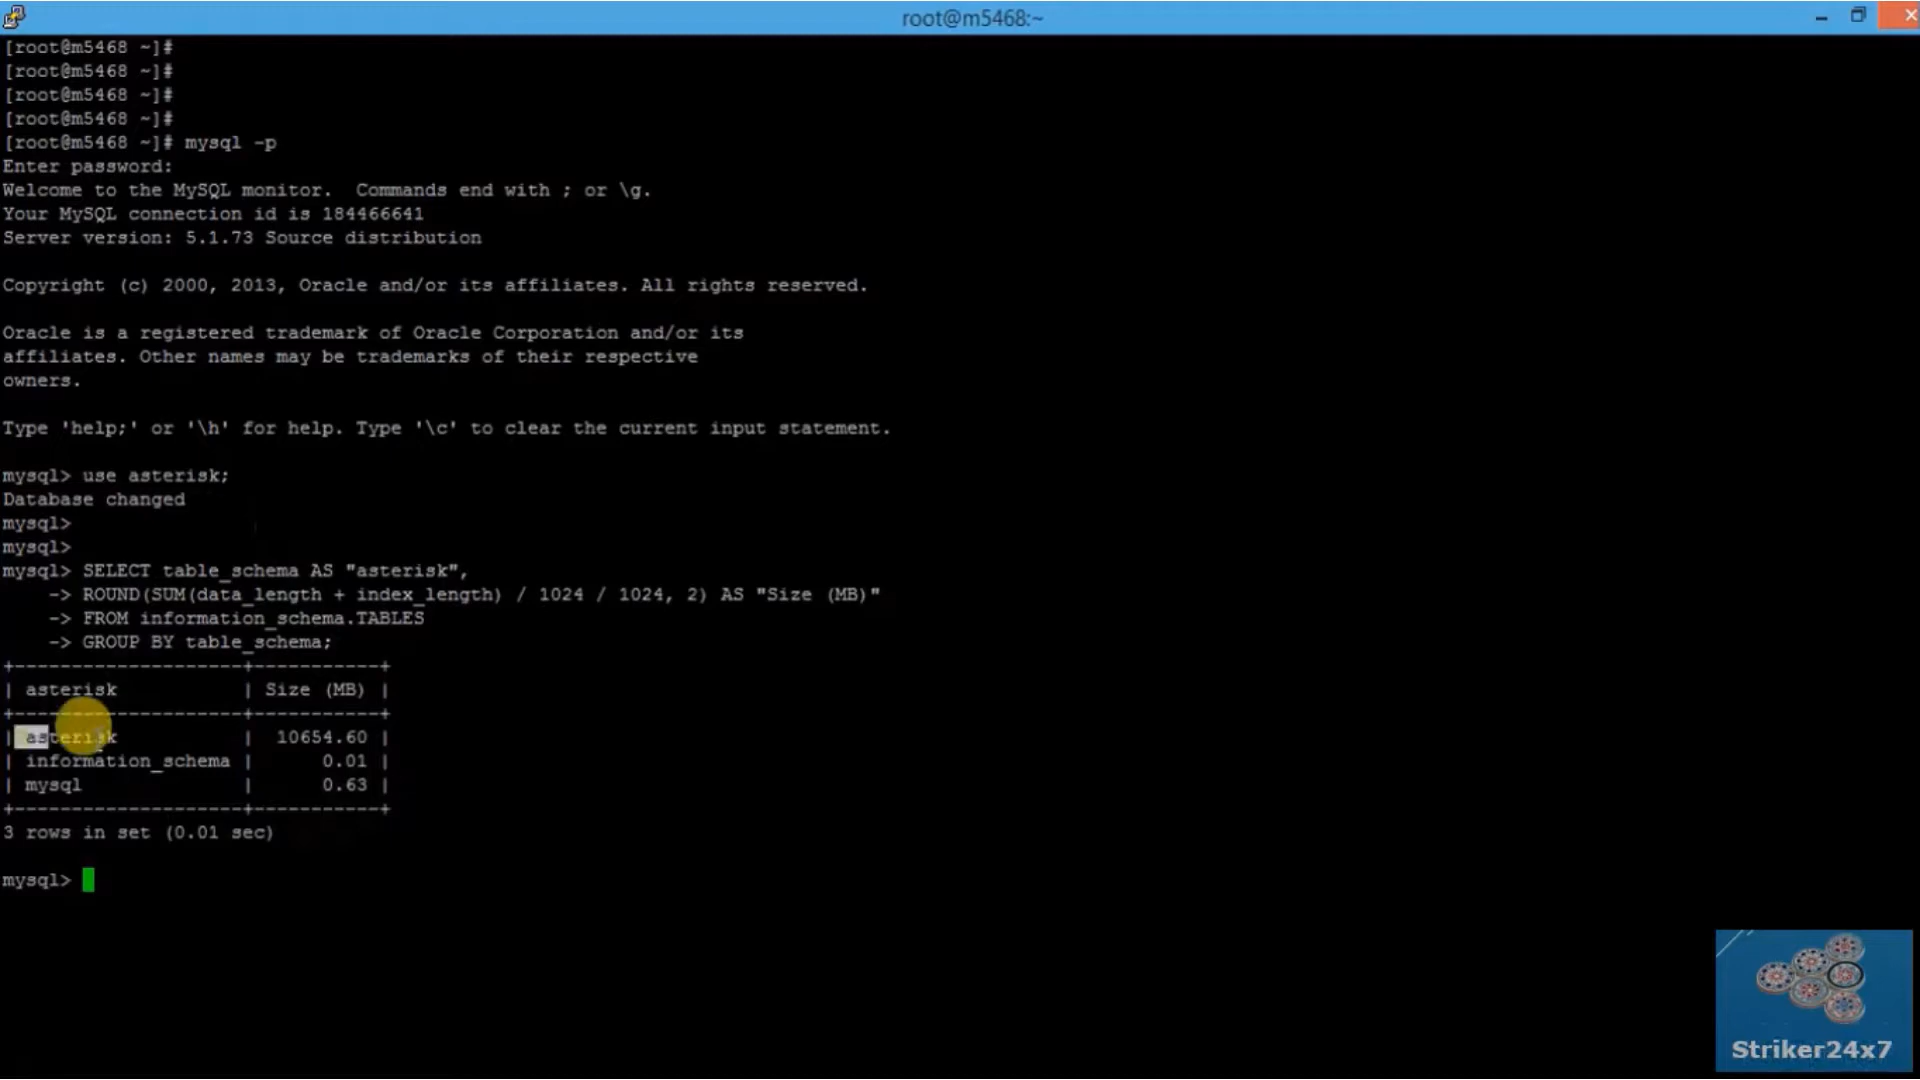 root@m5468:~
[root@m5468 ~]#
[root@m5468 ~]#
[root@m5468 ~]#
[root@m5468 ~]#
[root@m5468 ~]# mysql -p
Enter password:
Welcome to the MySQL monitor.  Commands end with ; or \g.
Your MySQL connection id is 184466641
Server version: 5.1.73 Source distribution
Copyright (c) 2000, 2013, Oracle and/or its affiliates. All rights reserved.
Oracle is a registered trademark of Oracle Corporation and/or its
affiliates. Other names may be trademarks of their respective
owners.
Type 'help;' or '\h' for help. Type '\c' to clear the current input statement.
mysql> use asterisk;
Database changed
mysql>
mysql>
mysql> SELECT table_schema AS "asterisk",
    -> ROUND(SUM(data_length + index_length) / 1024 / 1024, 2) AS "Size (MB)"
    -> FROM information_schema.TABLES
    -> GROUP BY table_schema;
+--------------------+-----------+
| asterisk           | Size (MB) |
+--------------------+-----------+
| asterisk           |  10654.60 |
| information_schema |      0.01 |
| mysql              |      0.63 |
+--------------------+-----------+
3 rows in set (0.01 sec)
mysql>
Striker24x7